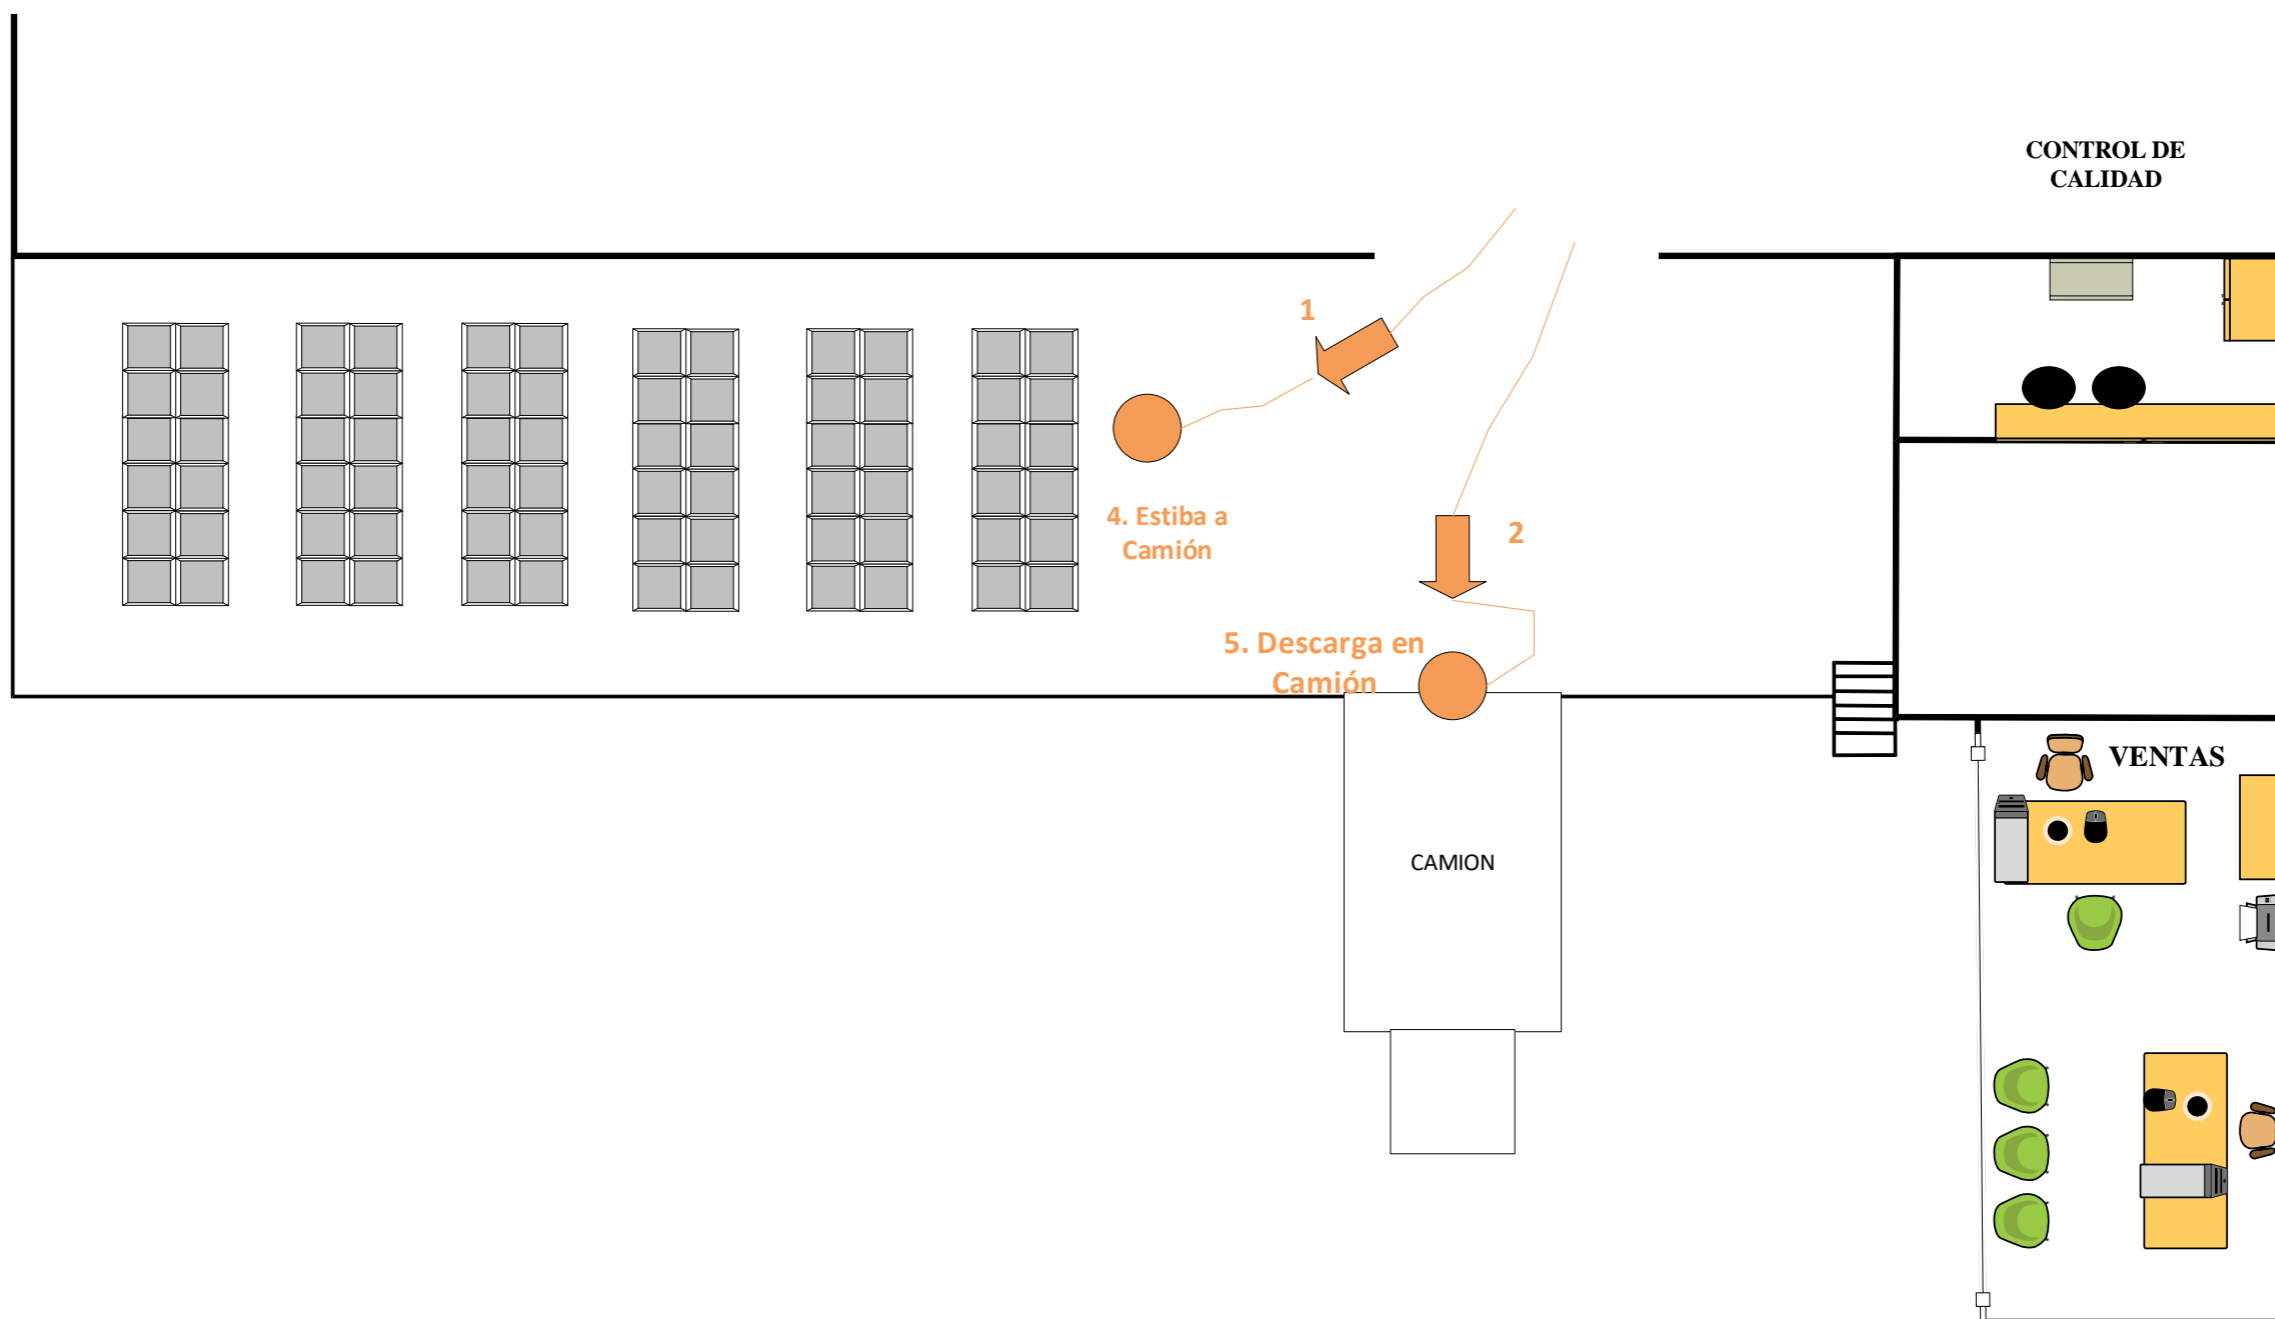 CONTROL DE
CALIDAD
1
4. Estiba a
Camión
2
5. Descarga en
Camión
VENTAS
CAMION